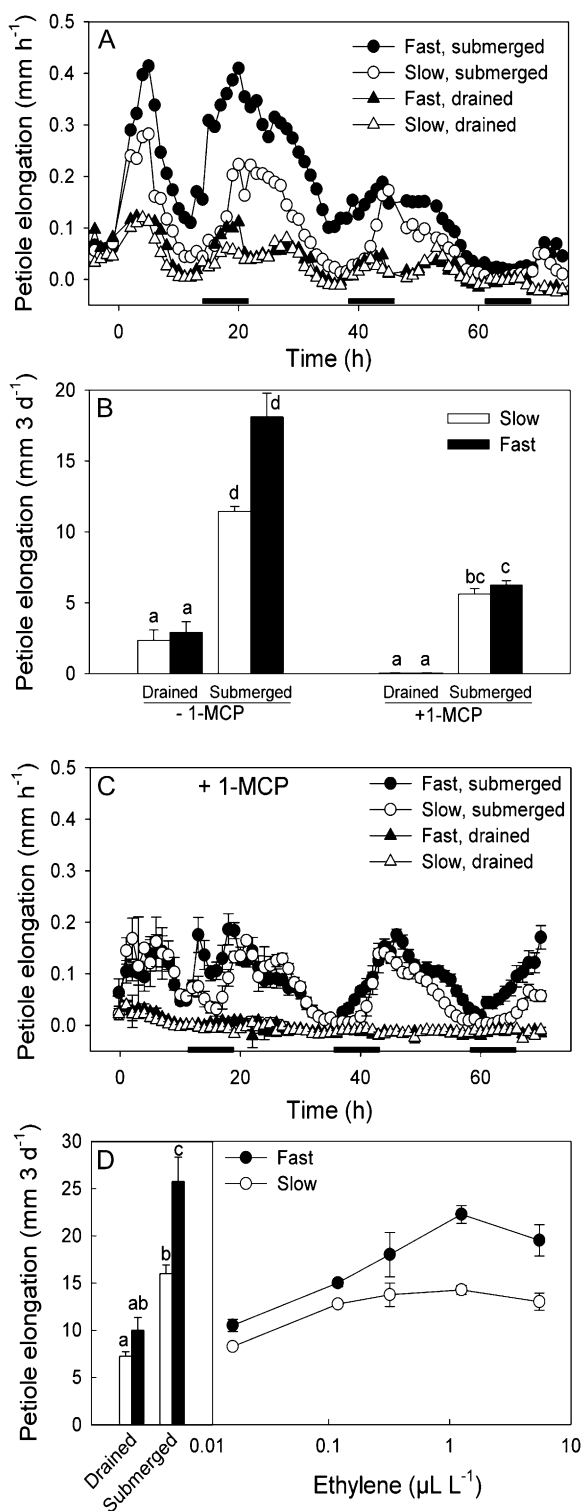 A
Fast, submerged
Slow, submerged
Fast, drained
Slow, drained
Petiole elongation (mm h⁻¹)
0.5
0.4
0.3
0.2
0.1
0.0
0 20 40 60
Time (h)
B
Slow
Fast
Petiole elongation (mm 3 d⁻¹)
20
15
10
5
0
a a d d a a bc c
Drained Submerged Drained Submerged
- 1-MCP +1-MCP
C + 1-MCP
Fast, submerged
Slow, submerged
Fast, drained
Slow, drained
Petiole elongation (mm h⁻¹)
0.5
0.4
0.3
0.2
0.1
0.0
0 20 40 60
Time (h)
D
Fast
Slow
Petiole elongation (mm 3 d⁻¹)
30
25
20
15
10
5
0
a ab b c
Drained
Submerged
0.01 0.1 1 10
Ethylene (µL L⁻¹)